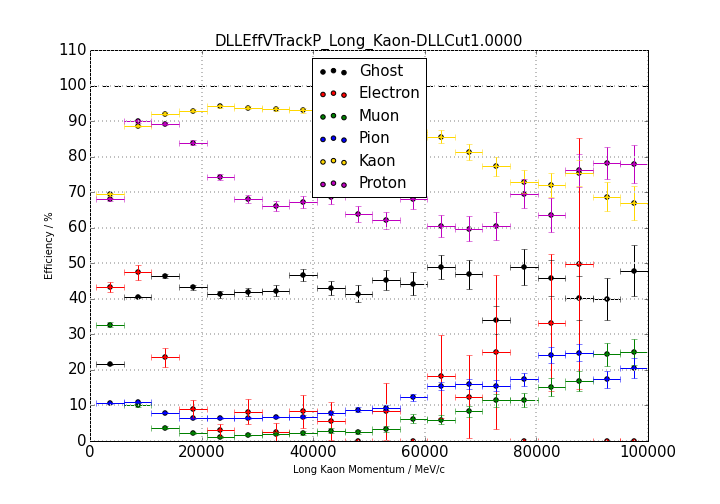 DLLEffVTrackP_Long_Kaon-DLLCut1.0000
110
100
90
80
70
60
50
40
30
20
10
0
Efficiency / %
Ghost
Electron
Muon
Pion
Kaon
Proton
0 20000 40000 60000 80000 100000
Long Kaon Momentum / MeV/c